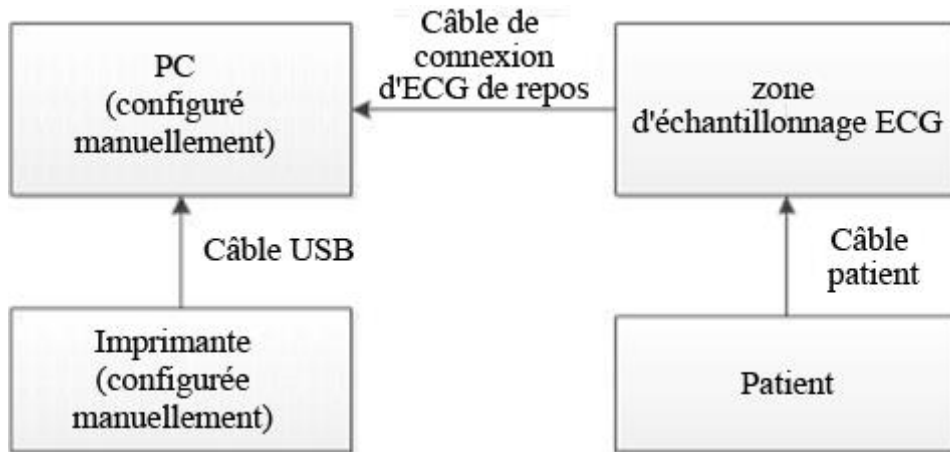 PC
(configuré
manuellement)
Câble de
connexion
d'ECG de repos
zone
d'échantillonnage ECG
Câble USB
Câble
patient
Imprimante
(configurée
manuellement)
Patient